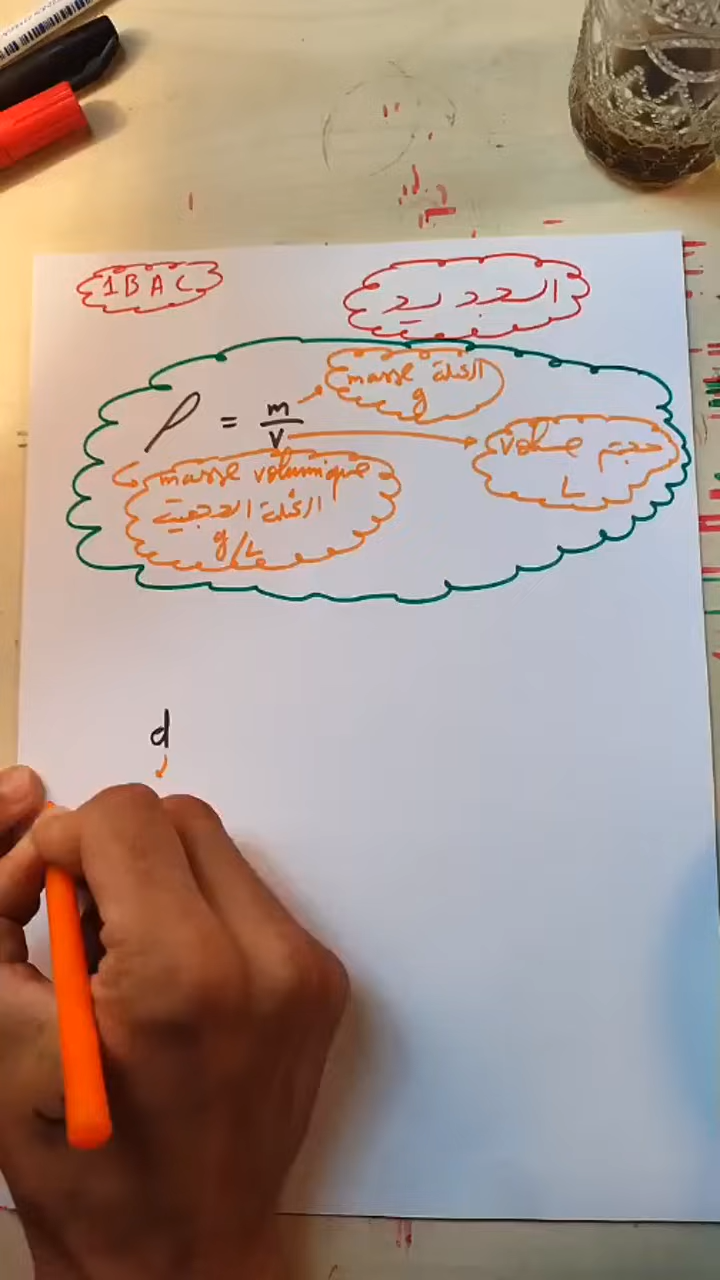 1BAC
الجديد
ρ = m/V
masse الكتلة
g
volume حجم
L
masse volumique
الكتلة الحجمية
g/L
d